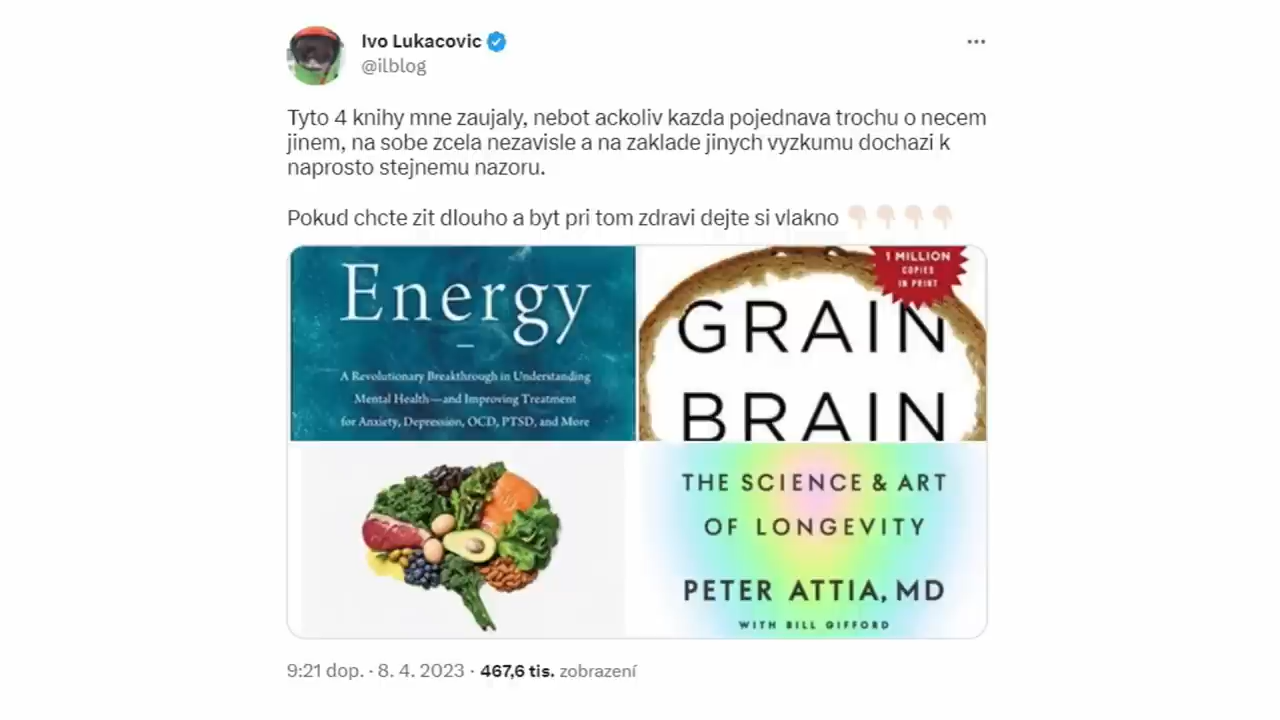 Ivo Lukacovic
@ilblog
Tyto 4 knihy mne zaujaly, nebot ackoliv kazda pojednava trochu o necem
jinem, na sobe zcela nezavisle a na zaklade jinych vyzkumu dochazi k
naprosto stejnemu nazoru.
Pokud chcte zit dlouho a byt pri tom zdravi dejte si vlakno
Energy
A Revolutionary Breakthrough in Understanding
Mental Health—and Improving Treatment
for Anxiety, Depression, OCD, PTSD, and More
1 MILLION
COPIES
IN PRINT
GRAIN
BRAIN
THE SCIENCE & ART
OF LONGEVITY
PETER ATTIA, MD
WITH BILL GIFFORD
9:21 dop. · 8. 4. 2023 · 467,6 tis. zobrazení